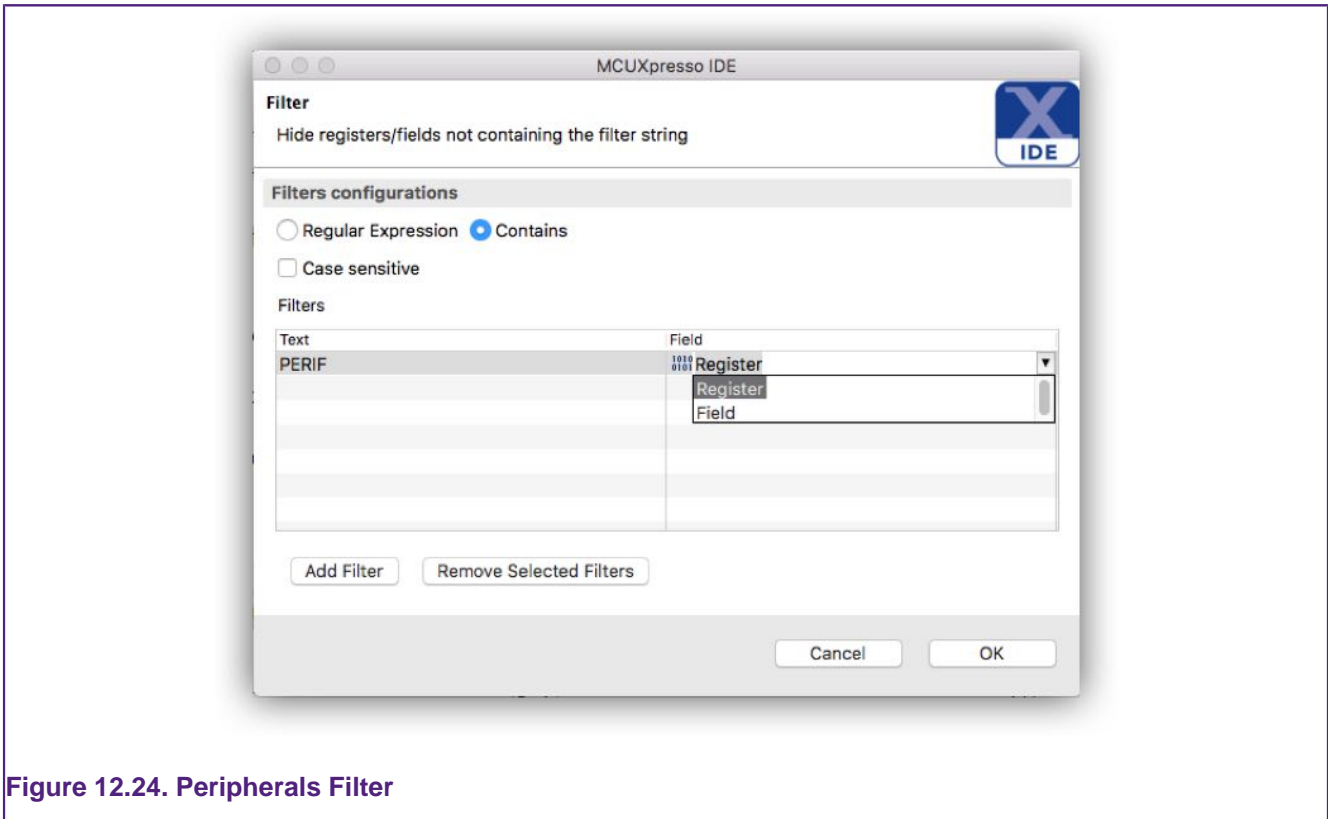 MCUXpresso IDE
Filter
Hide registers/fields not containing the filter string
IDE
Filters configurations
Regular Expression Contains
Case sensitive
Filters
Text Field
PERIF 1010 0101 Register
Register
Field
Add Filter Remove Selected Filters
Cancel OK
Figure 12.24. Peripherals Filter